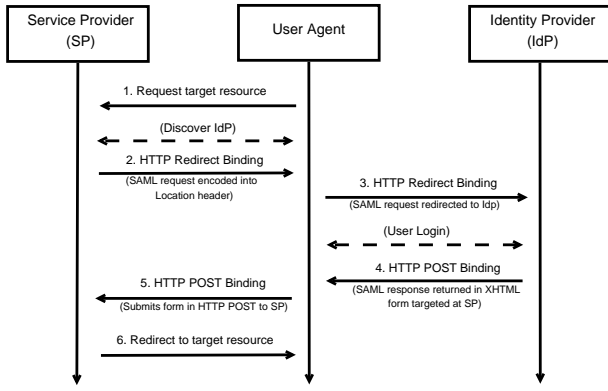 Service Provider
(SP)
User Agent
Identity Provider
(IdP)
1. Request target resource
(Discover IdP)
2. HTTP Redirect Binding
(SAML request encoded into
Location header)
3. HTTP Redirect Binding
(SAML request redirected to Idp)
(User Login)
4. HTTP POST Binding
(SAML response returned in XHTML
form targeted at SP)
5. HTTP POST Binding
(Submits form in HTTP POST to SP)
6. Redirect to target resource